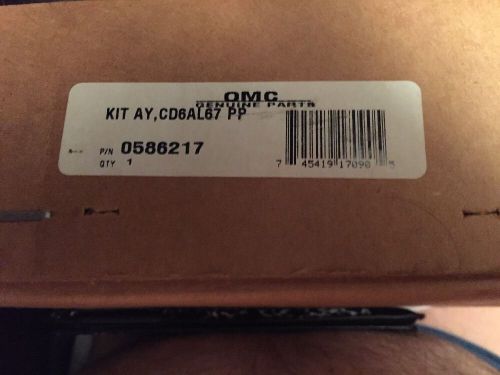 OMC
GENUINE PARTS
KIT AY,CD6AL67 PP
P/N 0586217
QTY 1
7 45419 17090 5